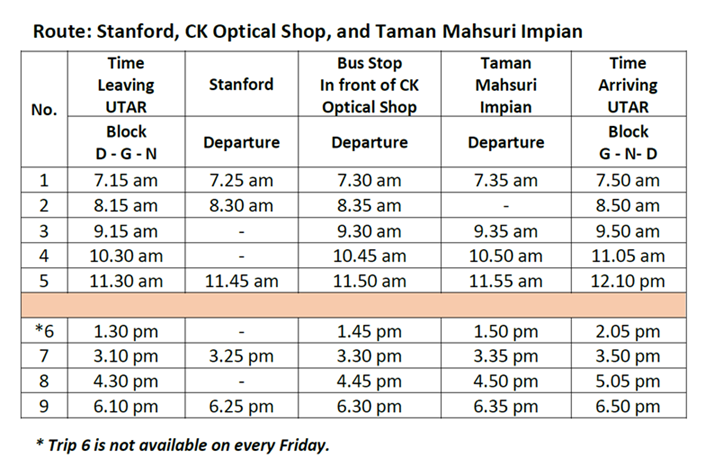 Route: Stanford, CK Optical Shop, and Taman Mahsuri Impian
No. Time Leaving UTAR Stanford Bus Stop In front of CK Optical Shop Taman Mahsuri Impian Time Arriving UTAR
Block D - G - N Departure Departure Departure Block G - N- D
1 7.15 am 7.25 am 7.30 am 7.35 am 7.50 am
2 8.15 am 8.30 am 8.35 am - 8.50 am
3 9.15 am - 9.30 am 9.35 am 9.50 am
4 10.30 am - 10.45 am 10.50 am 11.05 am
5 11.30 am 11.45 am 11.50 am 11.55 am 12.10 pm
*6 1.30 pm - 1.45 pm 1.50 pm 2.05 pm
7 3.10 pm 3.25 pm 3.30 pm 3.35 pm 3.50 pm
8 4.30 pm - 4.45 pm 4.50 pm 5.05 pm
9 6.10 pm 6.25 pm 6.30 pm 6.35 pm 6.50 pm
* Trip 6 is not available on every Friday.